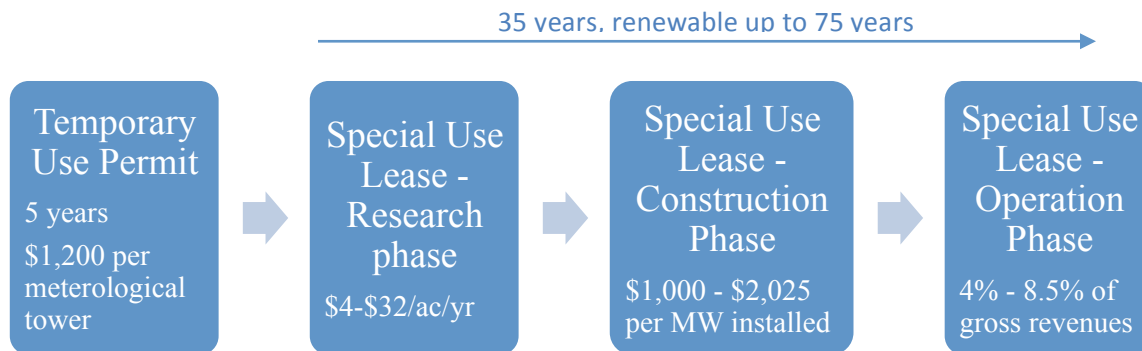 35 years, renewable up to 75 years
Temporary
Use Permit
5 years
$1,200 per
meterological
tower
Special Use
Lease -
Research
phase
$4-$32/ac/yr
Special Use
Lease -
Construction
Phase
$1,000 - $2,025
per MW installed
Special Use
Lease -
Operation
Phase
4% - 8.5% of
gross revenues